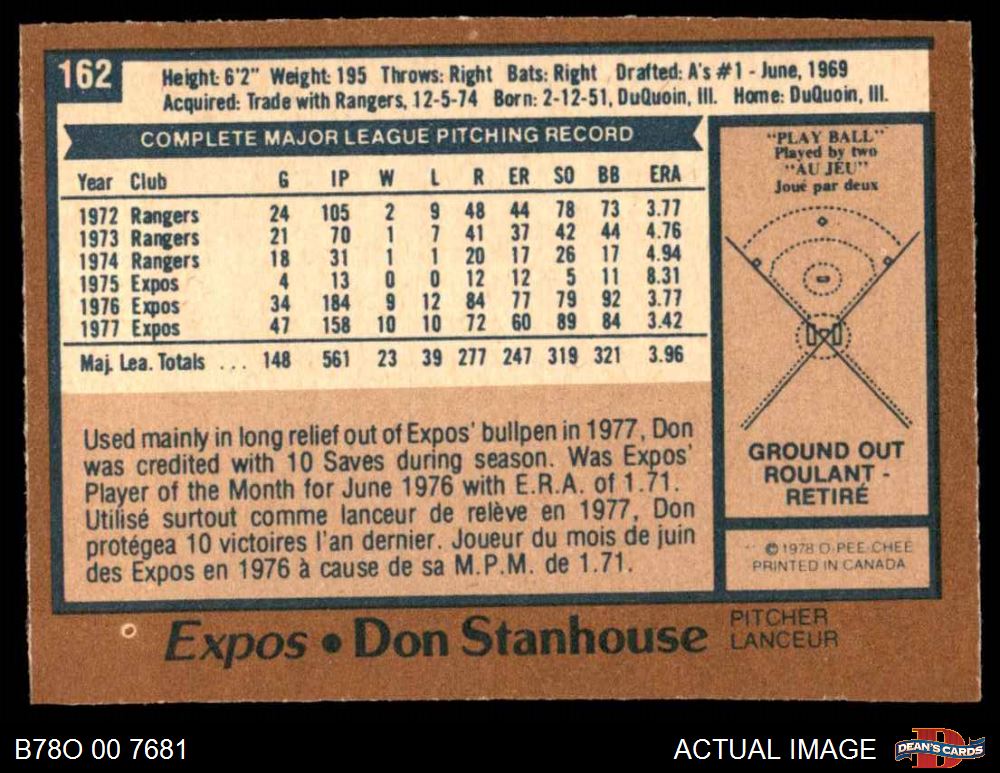 162
Height: 6'2" Weight: 195 Throws: Right Bats: Right Drafted: A's #1 - June, 1969
Acquired: Trade with Rangers, 12-5-74 Born: 2-12-51, DuQuoin, Ill. Home: DuQuoin, Ill.
COMPLETE MAJOR LEAGUE PITCHING RECORD
Year Club G IP W L R ER SO BB ERA
1972 Rangers 24 105 2 9 48 44 78 73 3.77
1973 Rangers 21 70 1 7 41 37 42 44 4.76
1974 Rangers 18 31 1 1 20 17 26 17 4.94
1975 Expos 4 13 0 0 12 12 5 11 8.31
1976 Expos 34 184 9 12 84 77 79 92 3.77
1977 Expos 47 158 10 10 72 60 89 84 3.42
Maj. Lea. Totals ... 148 561 23 39 277 247 319 321 3.96
Used mainly in long relief out of Expos' bullpen in 1977, Don
was credited with 10 Saves during season. Was Expos'
Player of the Month for June 1976 with E.R.A. of 1.71.
Utilisé surtout comme lanceur de relève en 1977, Don
protégea 10 victoires l'an dernier. Joueur du mois de juin
des Expos en 1976 à cause de sa M.P.M. de 1.71.
"PLAY BALL"
Played by two
"AU JEU"
Joué par deux
GROUND OUT
ROULANT -
RETIRÉ
© 1978 O-PEE-CHEE
PRINTED IN CANADA
Expos • Don Stanhouse
PITCHER
LANCEUR
B78O 00 7681
ACTUAL IMAGE
DEAN'S CARDS